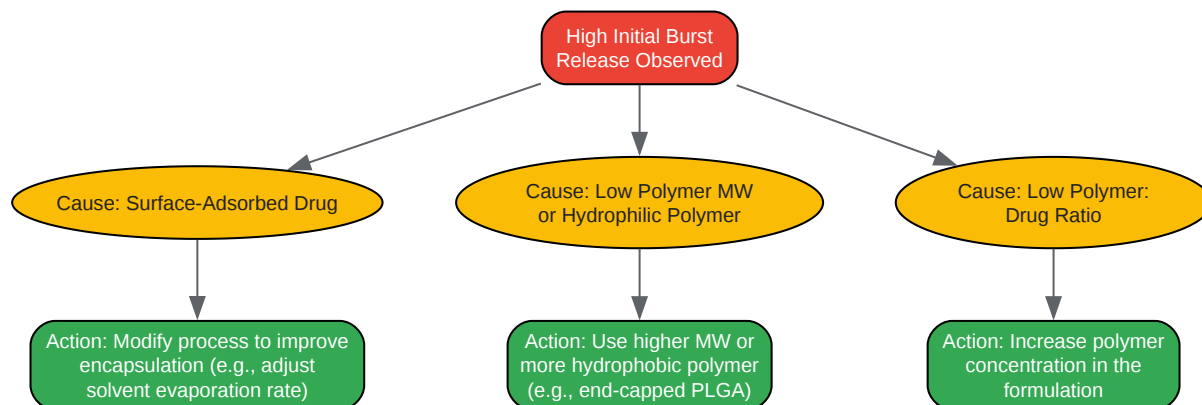 High Initial Burst
Release Observed
Cause: Surface-Adsorbed Drug
Cause: Low Polymer MW
or Hydrophilic Polymer
Cause: Low Polymer:
Drug Ratio
Action: Modify process to improve
encapsulation (e.g., adjust
solvent evaporation rate)
Action: Use higher MW or
more hydrophobic polymer
(e.g., end-capped PLGA)
Action: Increase polymer
concentration in the
formulation